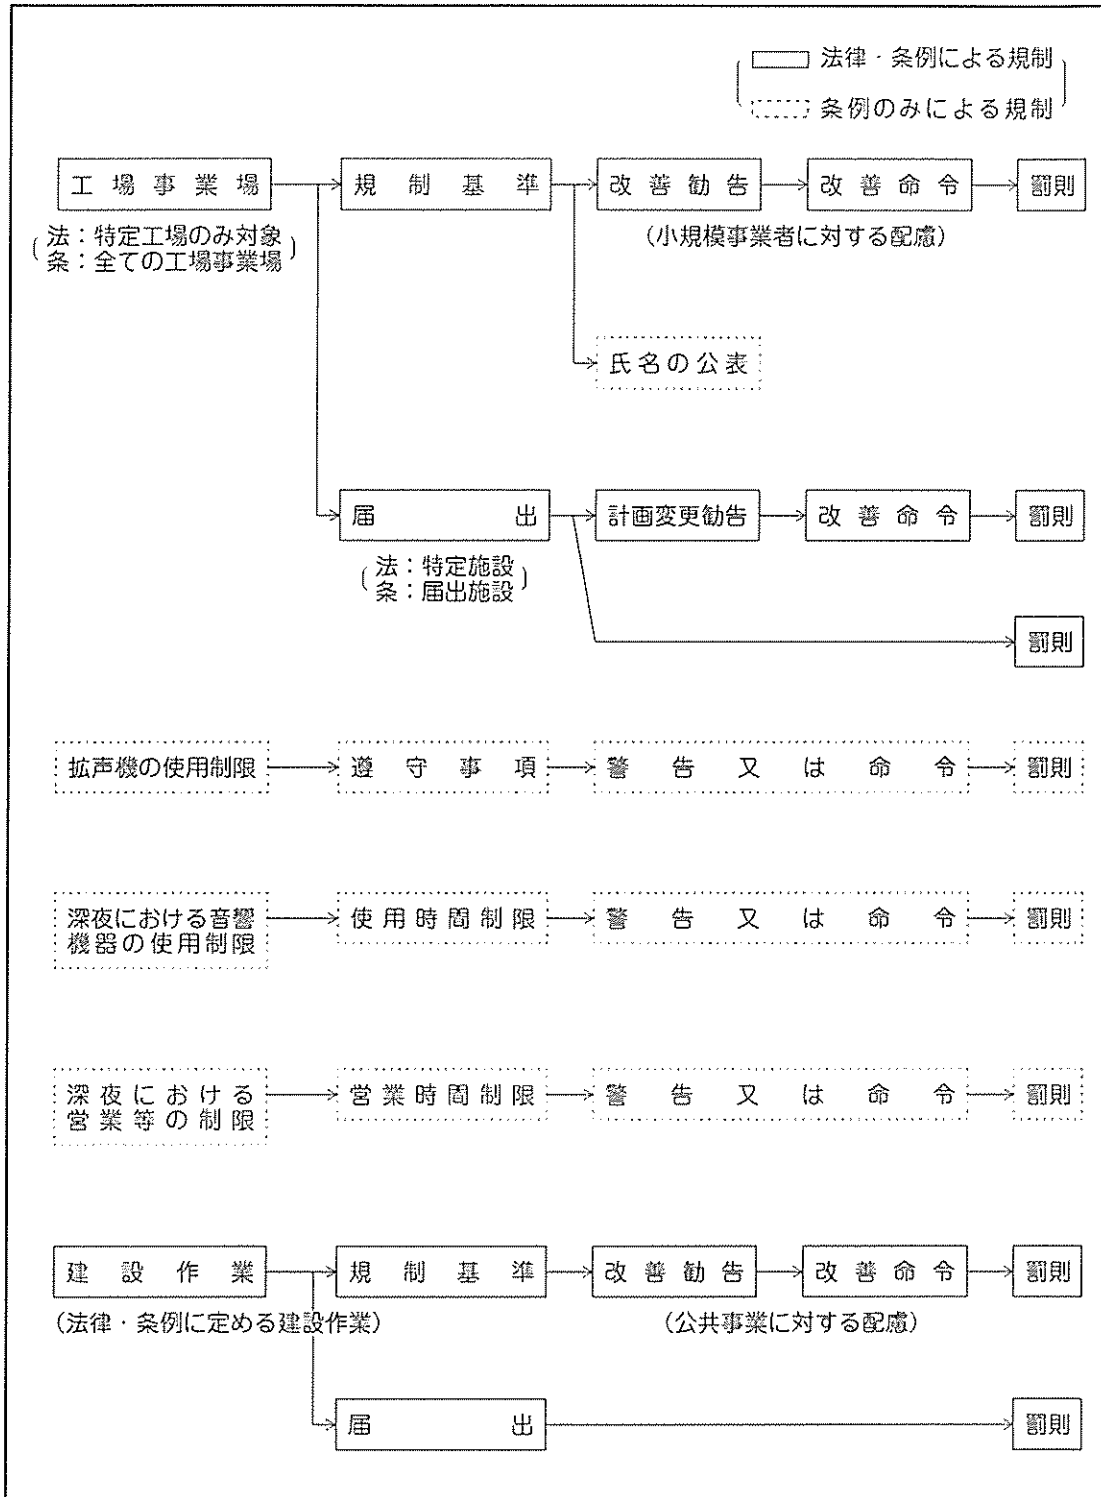 法律・条例による規制
条例のみによる規制
工場事業場
規制基準
改善勧告
改善命令
罰則
法：特定工場のみ対象
条：全ての工場事業場
（小規模事業者に対する配慮）
氏名の公表
届出
計画変更勧告
改善命令
罰則
法：特定施設
条：届出施設
罰則
拡声機の使用制限
遵守事項
警告又は命令
罰則
深夜における音響
機器の使用制限
使用時間制限
警告又は命令
罰則
深夜における
営業等の制限
営業時間制限
警告又は命令
罰則
建設作業
規制基準
改善勧告
改善命令
罰則
（法律・条例に定める建設作業）
（公共事業に対する配慮）
届出
罰則